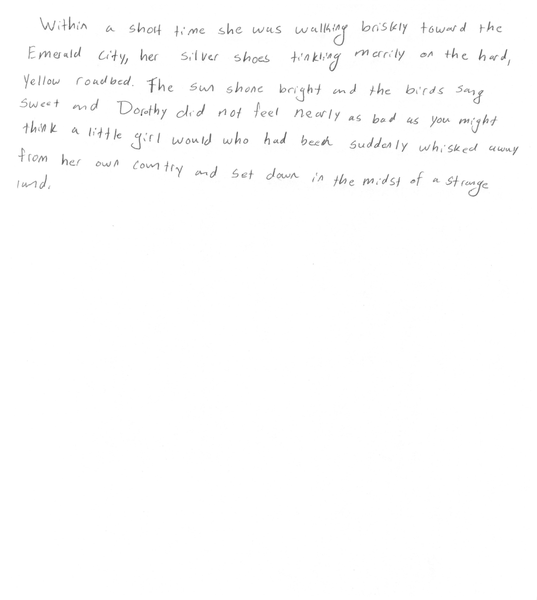 Within a short time she was walking briskly toward the
Emerald City, her silver shoes tinkling merrily on the hard,
yellow roadbed. The sun shone bright and the birds sang
sweet and Dorothy did not feel nearly as bad as you might
think a little girl would who had been suddenly whisked away
from her own country and set down in the midst of a strange
land.